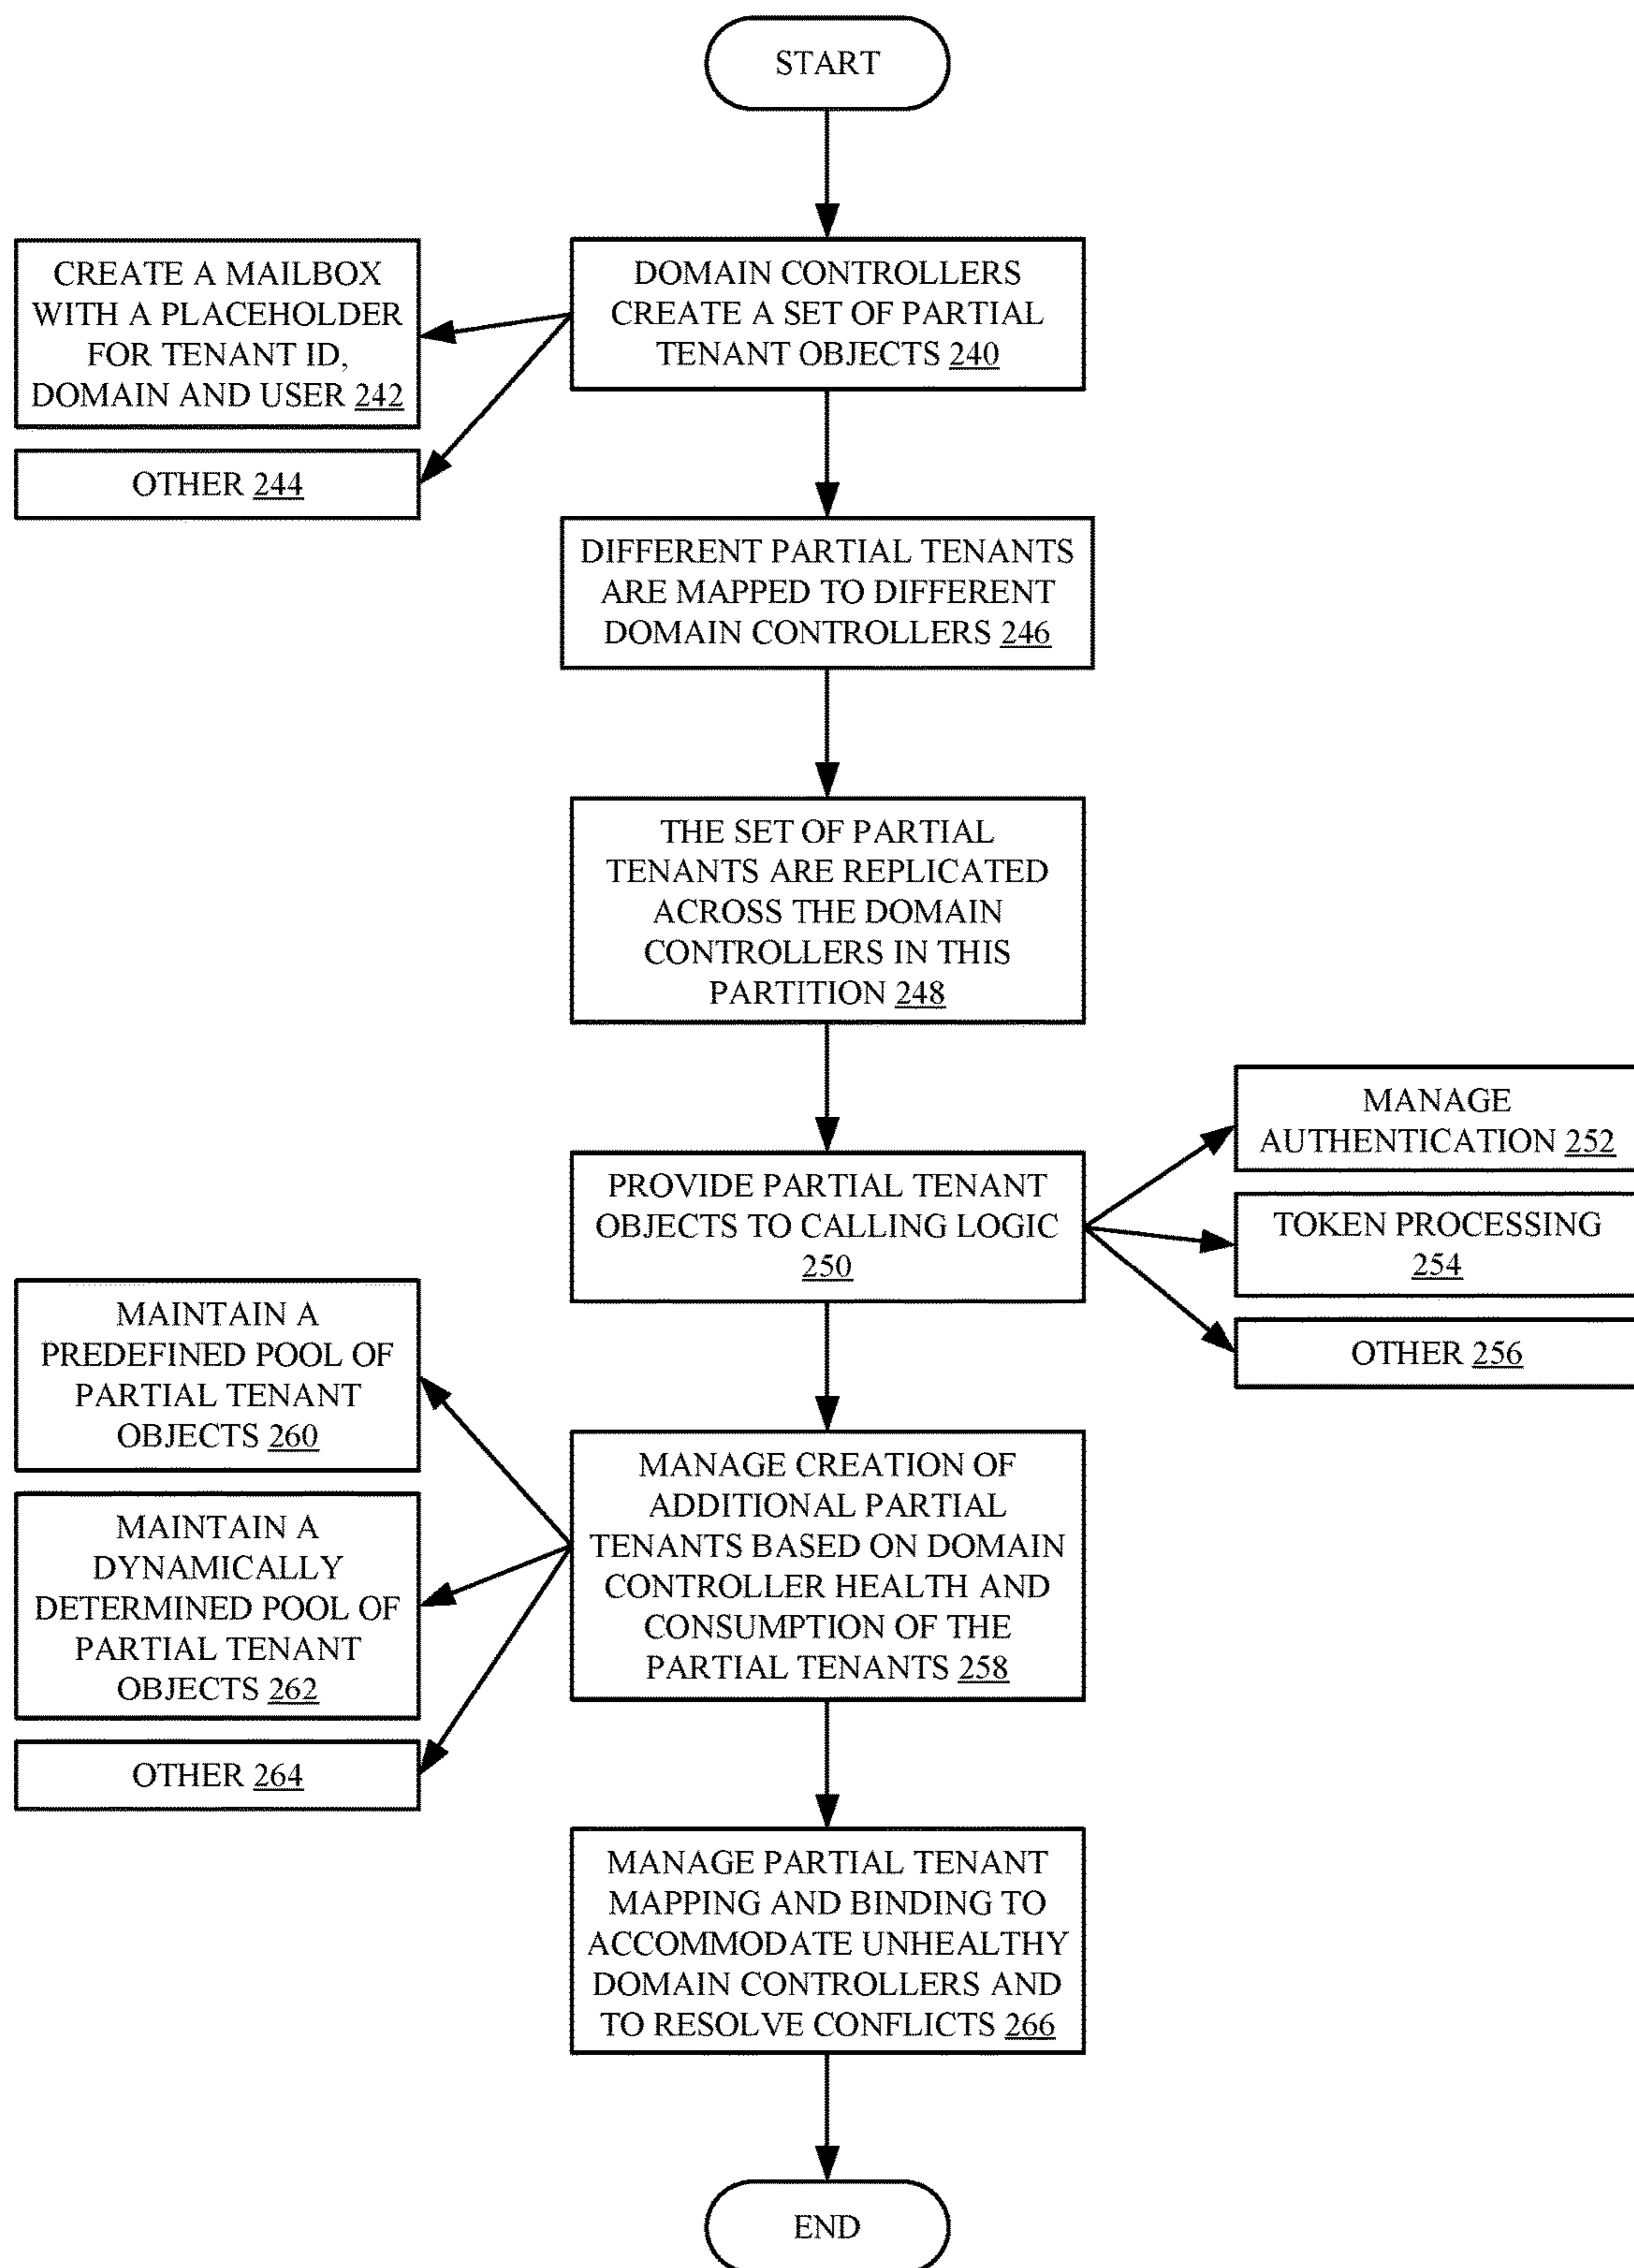 START
DOMAIN CONTROLLERS
CREATE A SET OF PARTIAL
TENANT OBJECTS 240
CREATE A MAILBOX
WITH A PLACEHOLDER
FOR TENANT ID,
DOMAIN AND USER 242
OTHER 244
DIFFERENT PARTIAL TENANTS
ARE MAPPED TO DIFFERENT
DOMAIN CONTROLLERS 246
THE SET OF PARTIAL
TENANTS ARE REPLICATED
ACROSS THE DOMAIN
CONTROLLERS IN THIS
PARTITION 248
PROVIDE PARTIAL TENANT
OBJECTS TO CALLING LOGIC
250
MANAGE
AUTHENTICATION 252
TOKEN PROCESSING
254
OTHER 256
MANAGE CREATION OF
ADDITIONAL PARTIAL
TENANTS BASED ON DOMAIN
CONTROLLER HEALTH AND
CONSUMPTION OF THE
PARTIAL TENANTS 258
MAINTAIN A
PREDEFINED POOL OF
PARTIAL TENANT
OBJECTS 260
MAINTAIN A
DYNAMICALLY
DETERMINED POOL OF
PARTIAL TENANT
OBJECTS 262
OTHER 264
MANAGE PARTIAL TENANT
MAPPING AND BINDING TO
ACCOMMODATE UNHEALTHY
DOMAIN CONTROLLERS AND
TO RESOLVE CONFLICTS 266
END